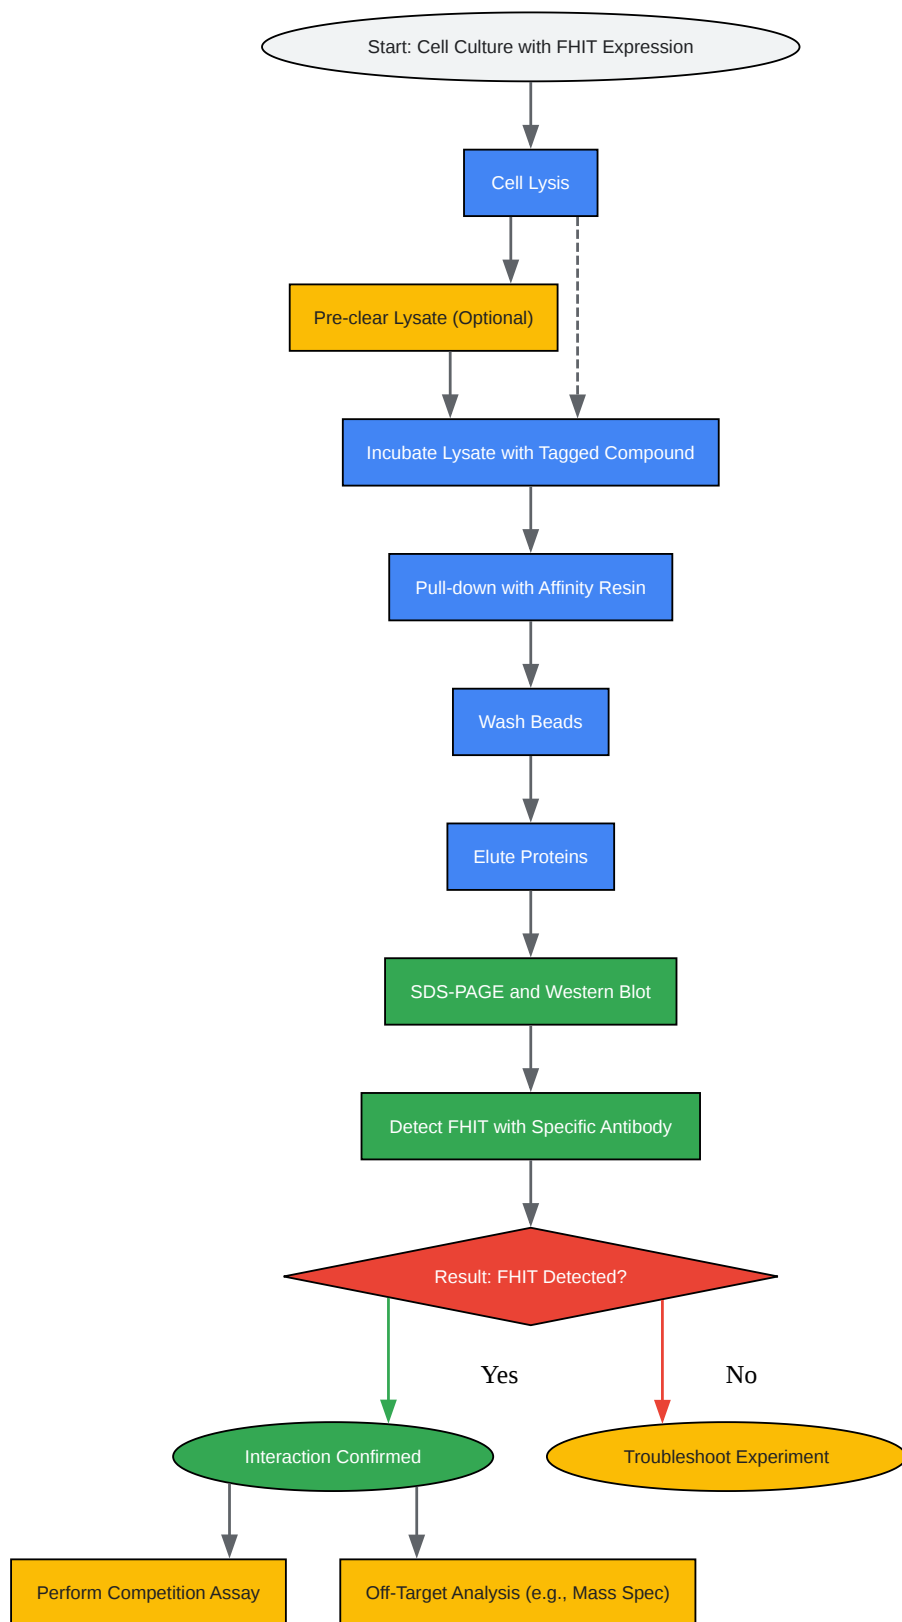 Start: Cell Culture with FHIT Expression
Cell Lysis
Pre-clear Lysate (Optional)
Incubate Lysate with Tagged Compound
Pull-down with Affinity Resin
Wash Beads
Elute Proteins
SDS-PAGE and Western Blot
Detect FHIT with Specific Antibody
Result: FHIT Detected?
Yes
No
Interaction Confirmed
Troubleshoot Experiment
Perform Competition Assay
Off-Target Analysis (e.g., Mass Spec)